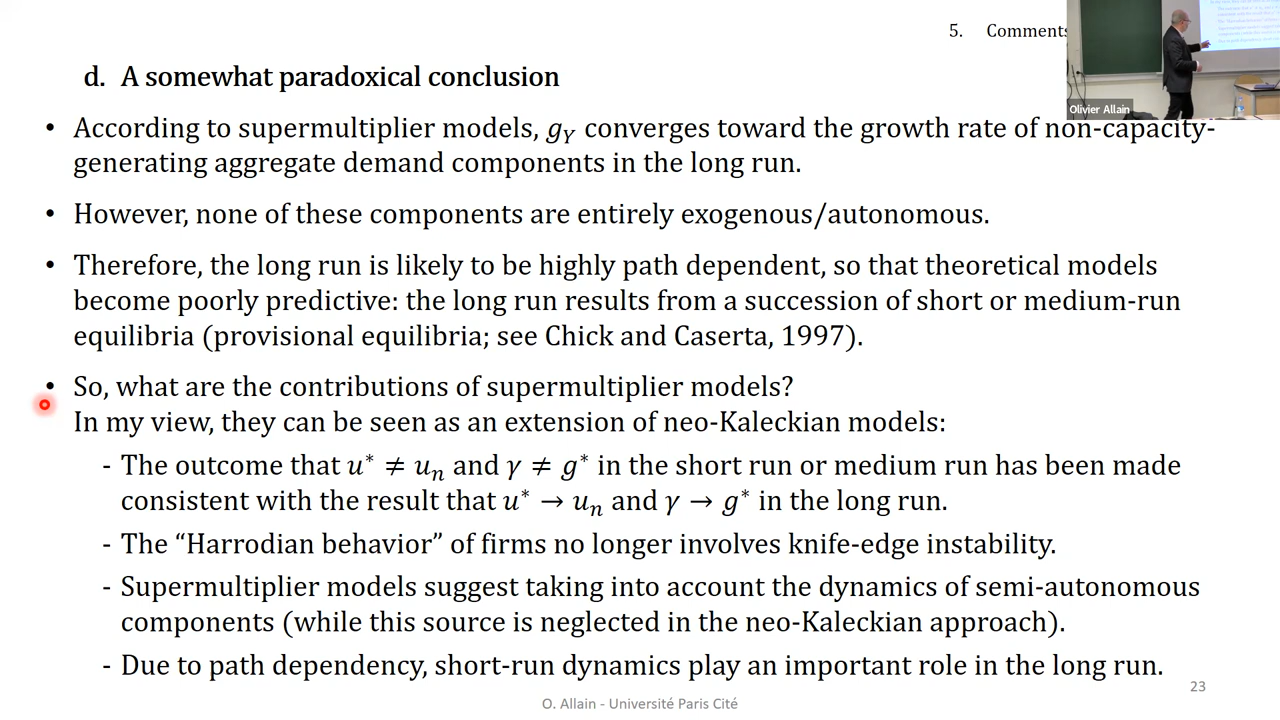 5. Comments
Olivier Allain
d. A somewhat paradoxical conclusion
• According to supermultiplier models, g_Y converges toward the growth rate of non-capacity-
generating aggregate demand components in the long run.
• However, none of these components are entirely exogenous/autonomous.
• Therefore, the long run is likely to be highly path dependent, so that theoretical models
become poorly predictive: the long run results from a succession of short or medium-run
equilibria (provisional equilibria; see Chick and Caserta, 1997).
• So, what are the contributions of supermultiplier models?
In my view, they can be seen as an extension of neo-Kaleckian models:
- The outcome that u* ≠ u_n and γ ≠ g* in the short run or medium run has been made
consistent with the result that u* → u_n and γ → g* in the long run.
- The “Harrodian behavior” of firms no longer involves knife-edge instability.
- Supermultiplier models suggest taking into account the dynamics of semi-autonomous
components (while this source is neglected in the neo-Kaleckian approach).
- Due to path dependency, short-run dynamics play an important role in the long run.
23
O. Allain - Université Paris Cité